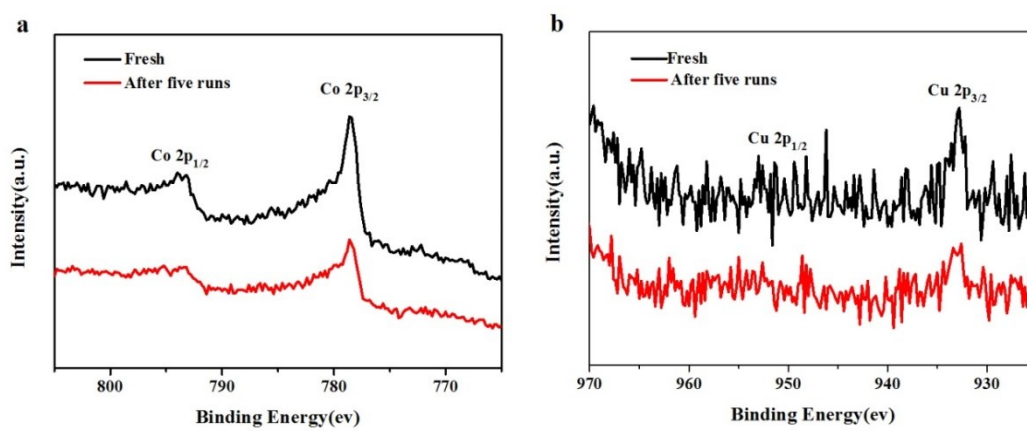 a
Fresh
After five runs
Co 2p3/2
Co 2p1/2
Intensity(a.u.)
800 790 780 770
Binding Energy(ev)
b
Fresh
After five runs
Cu 2p3/2
Cu 2p1/2
Intensity(a.u.)
970 960 950 940 930
Binding Energy(ev)